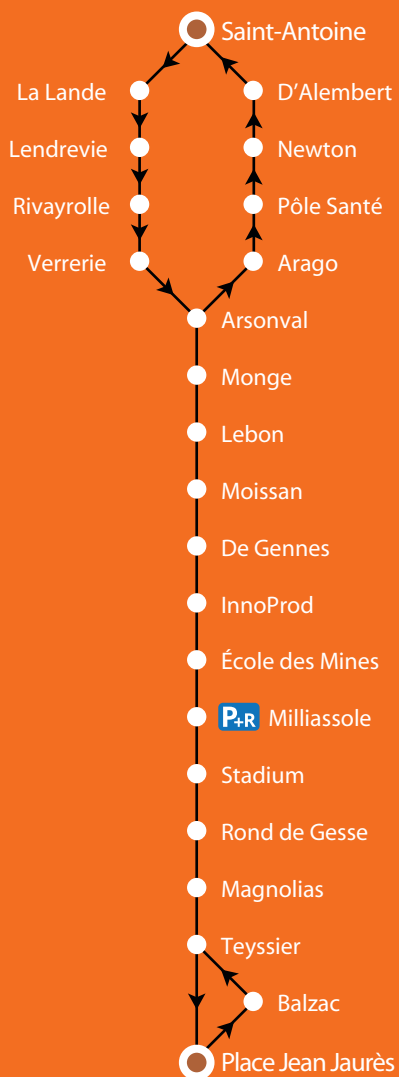 Saint-Antoine
La Lande
D'Alembert
Lendrevie
Newton
Rivayrolle
Pôle Santé
Verrerie
Arago
Arsonval
Monge
Lebon
Moissan
De Gennes
InnoProd
École des Mines
P+R Milliassole
Stadium
Rond de Gesse
Magnolias
Teyssier
Balzac
Place Jean Jaurès